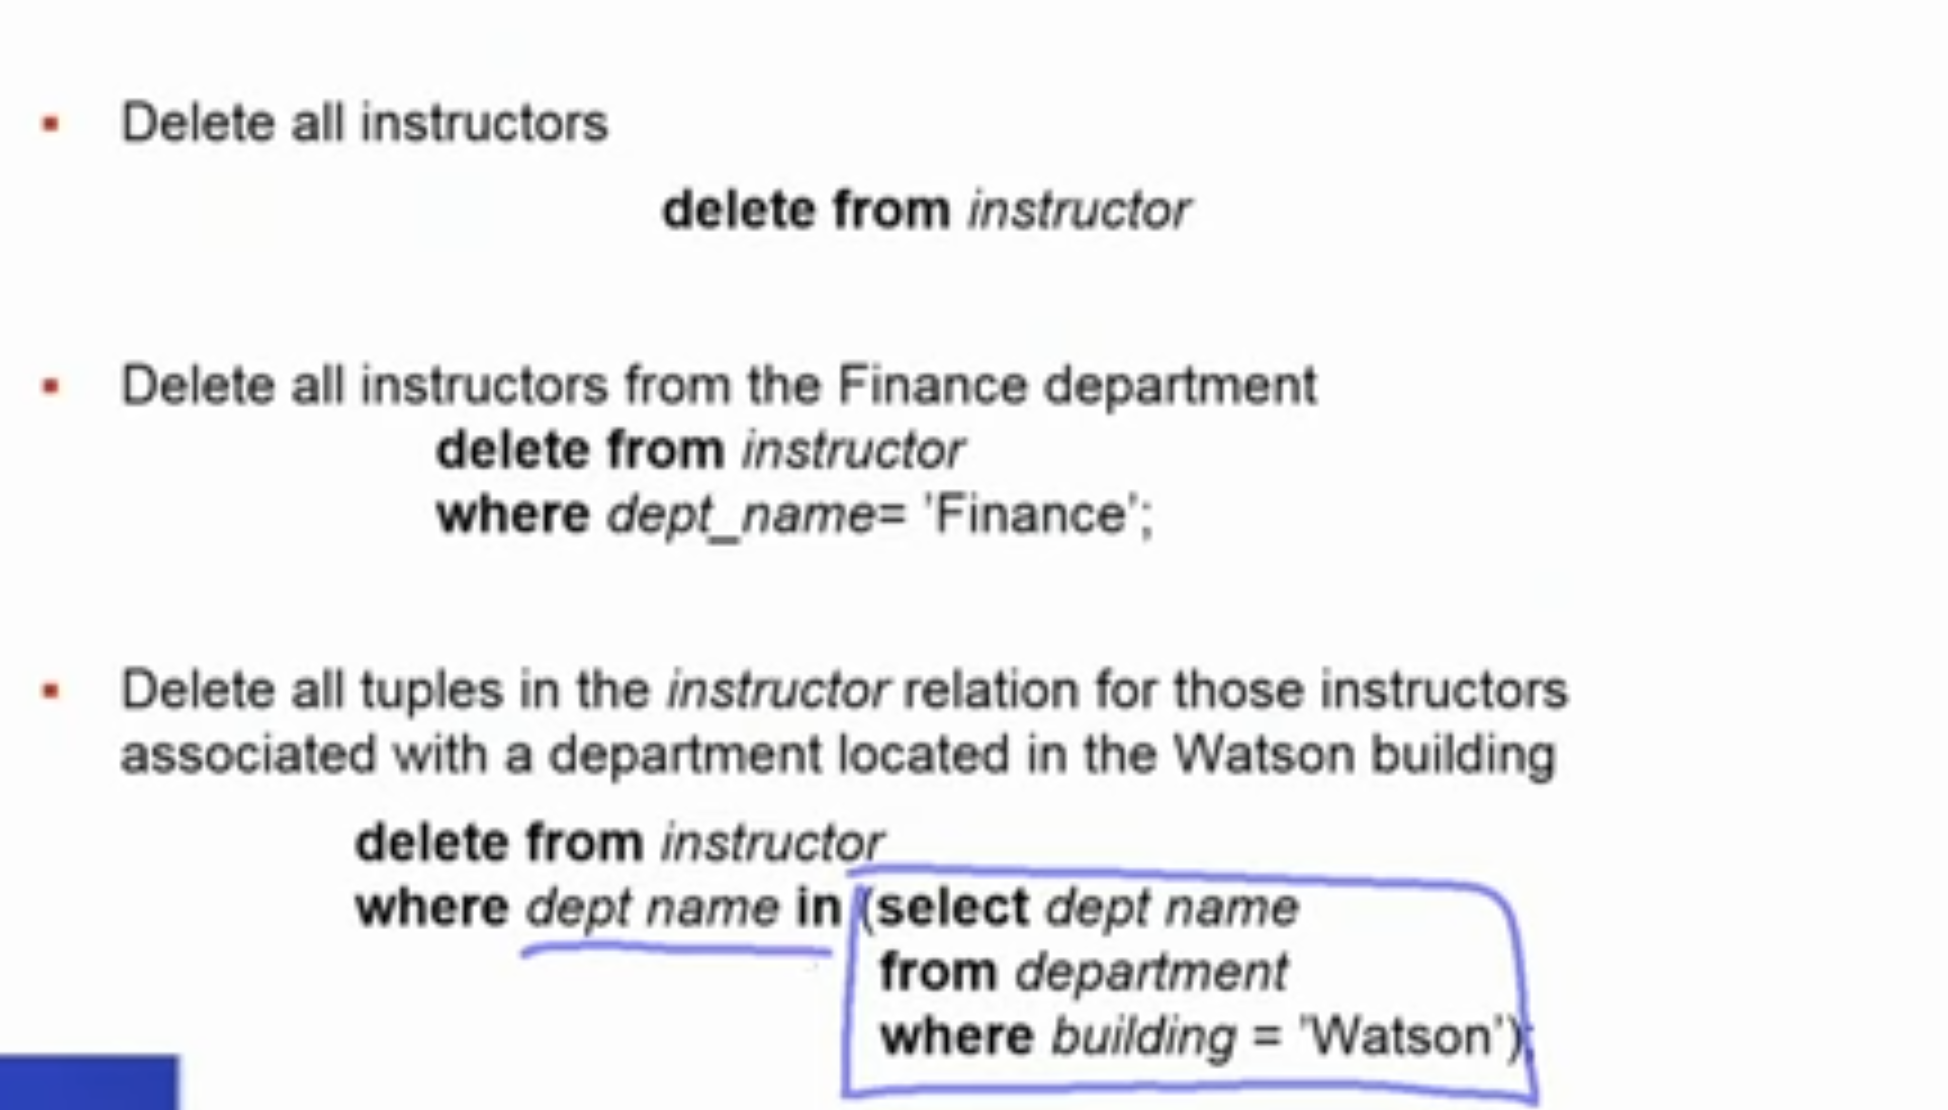 Delete all instructors
delete from instructor
Delete all instructors from the Finance department
delete from instructor
where dept_name= 'Finance';
Delete all tuples in the instructor relation for those instructors
associated with a department located in the Watson building
delete from instructor
where dept name in (select dept name
from department
where building = 'Watson');